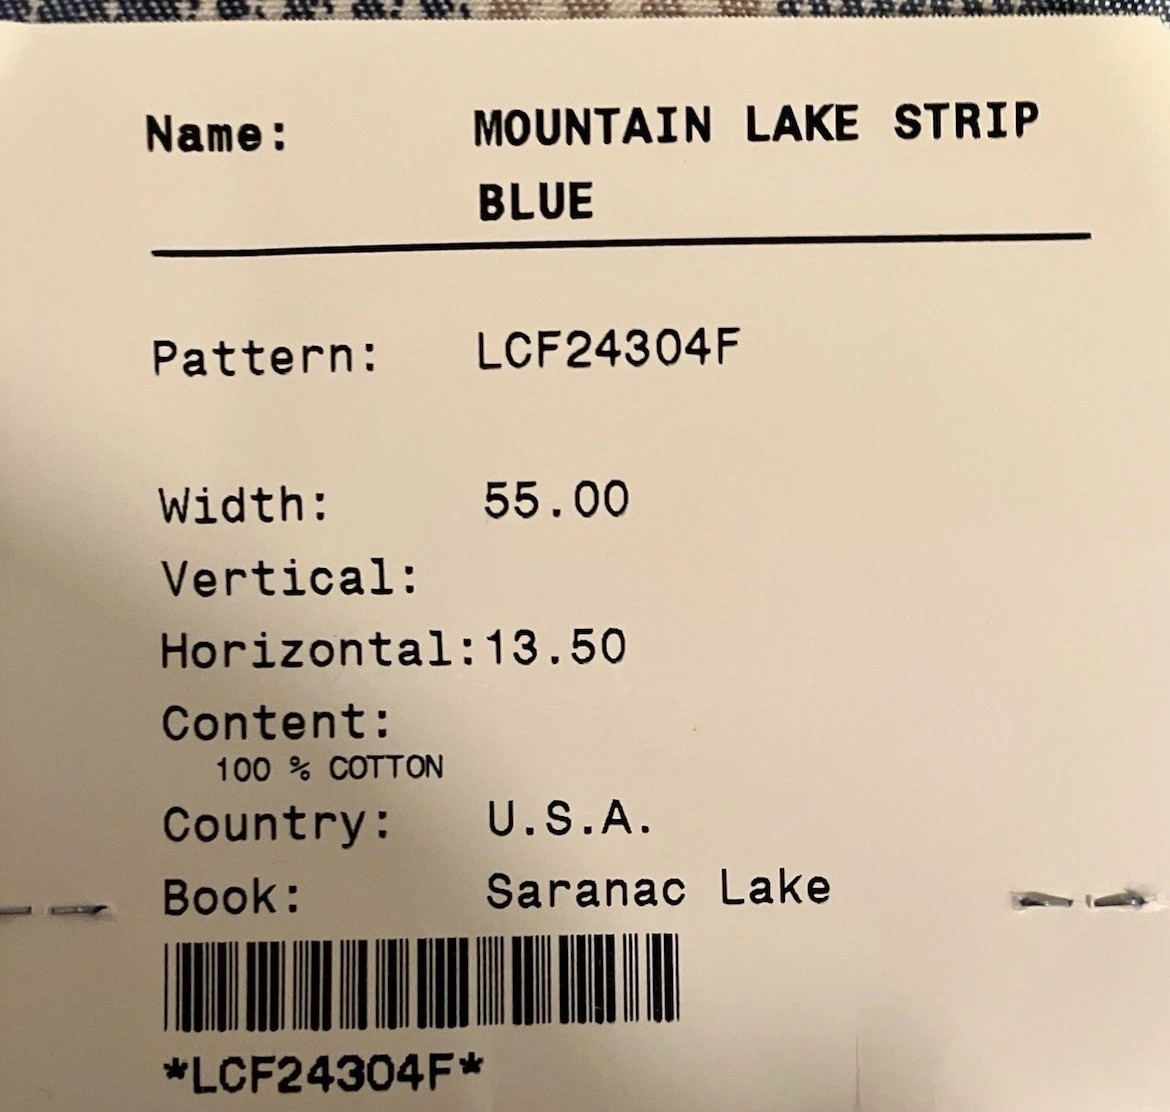 Name: MOUNTAIN LAKE STRIP
BLUE
Pattern: LCF24304F
Width: 55.00
Vertical:
Horizontal:13.50
Content:
100 % COTTON
Country: U.S.A.
Book: Saranac Lake
*LCF24304F*